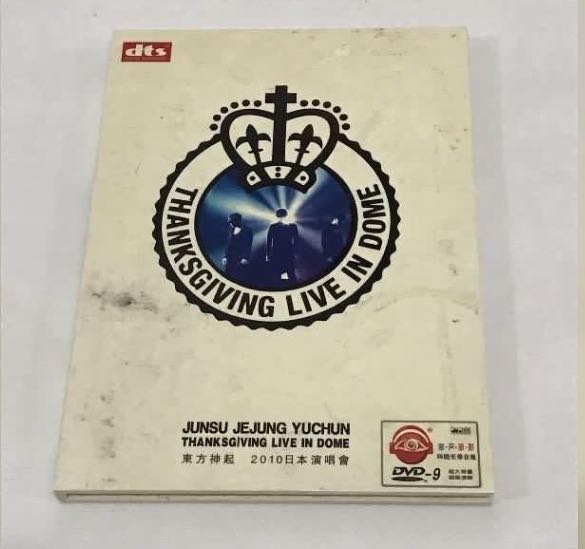 dts
THANKSGIVING LIVE IN DOME
JUNSU JEJUNG YUCHUN
THANKSGIVING LIVE IN DOME
東方神起 2010日本演唱會
DVD-9